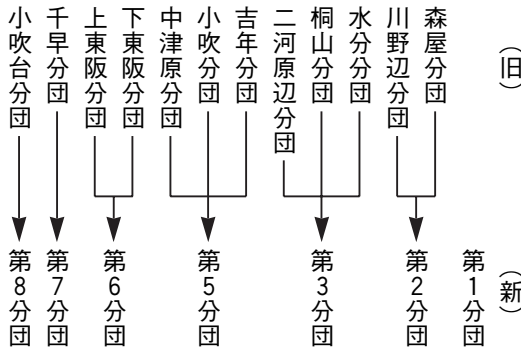 （旧）
森屋分団
川野辺分団
水分分団
桐山分団
二河原辺分団
吉年分団
小吹分団
中津原分団
下東阪分団
上東阪分団
千早分団
小吹台分団
（新）
第1分団
第2分団
第3分団
第5分団
第6分団
第7分団
第8分団